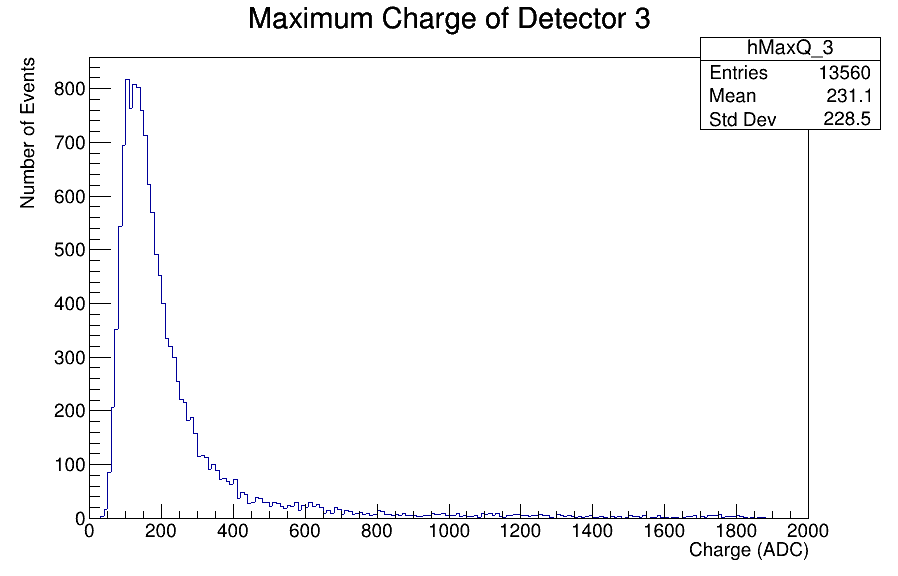 Maximum Charge of Detector 3
hMaxQ_3
Entries 13560
Mean 231.1
Std Dev 228.5
Number of Events
800
700
600
500
400
300
200
100
0
0 200 400 600 800 1000 1200 1400 1600 1800 2000
Charge (ADC)